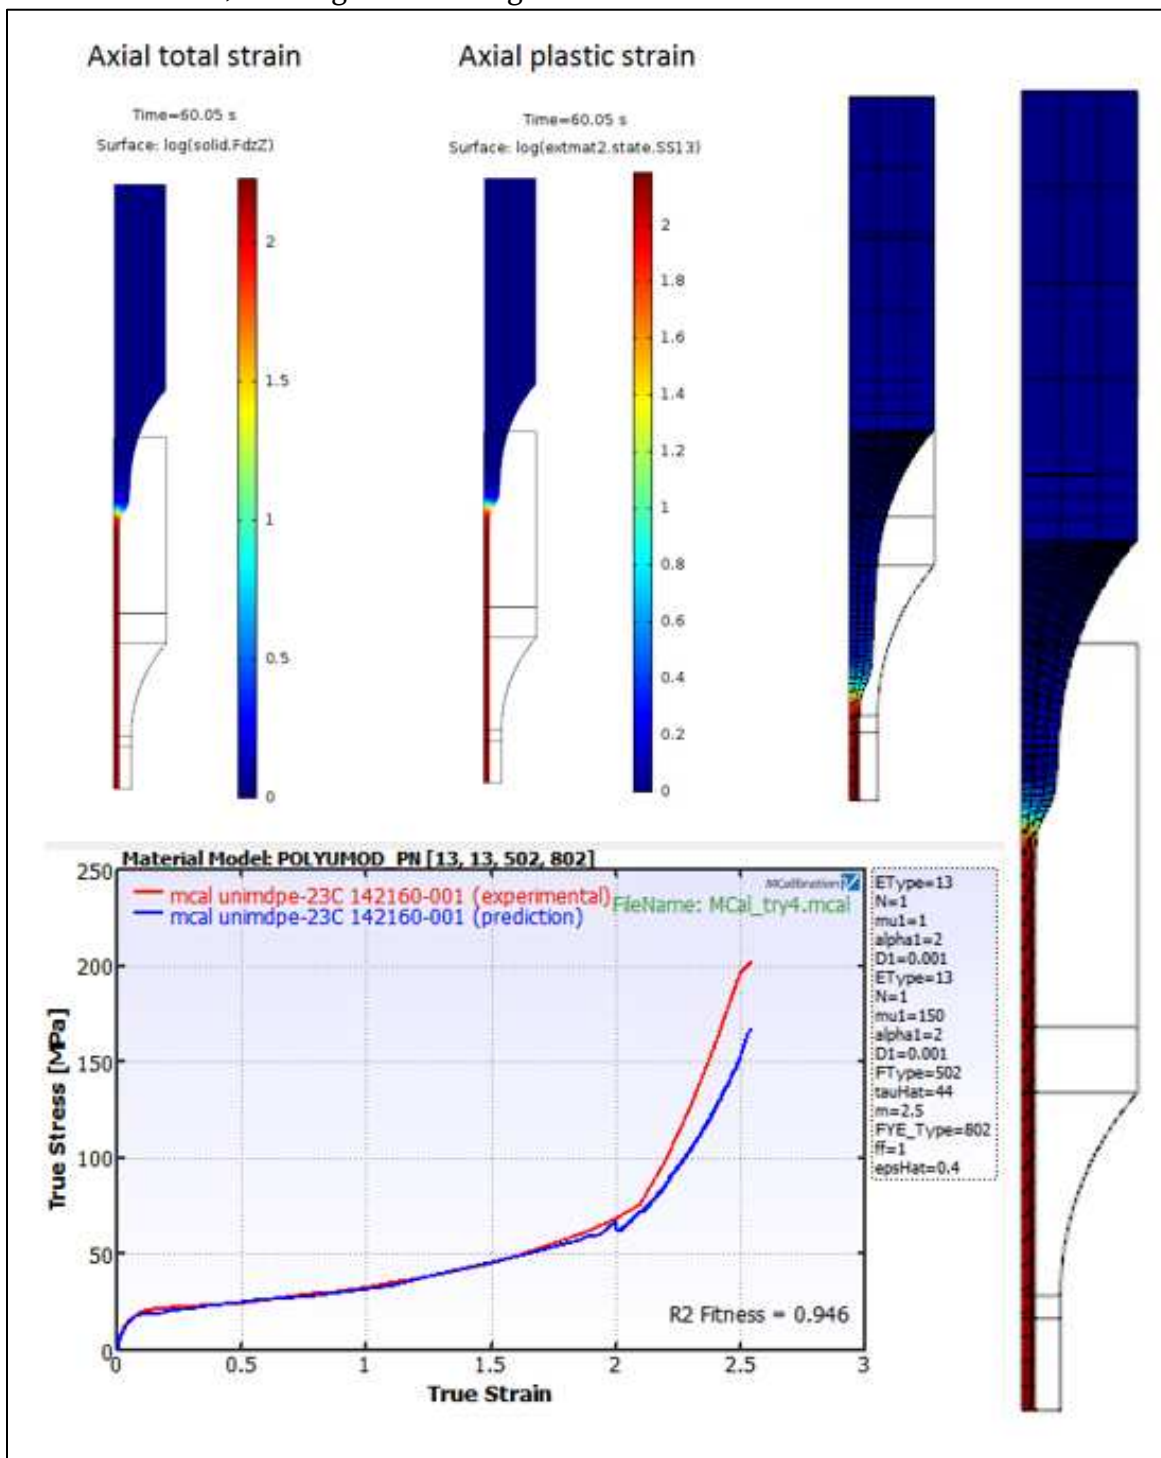 Axial total strain
Axial plastic strain
Time=60.05 s
Surface: log(solid.FdzZ)
Time=60.05 s
Surface: log(extmat2.state.SS13)
2
1.5
1
0.5
0
2
1.8
1.6
1.4
1.2
1
0.8
0.6
0.4
0.2
0
Material Model: POLYUMOD_PN [13, 13, 502, 802]
mcal unimdpe-23C 142160-001 (experimental)
mcal unimdpe-23C 142160-001 (prediction)
MCalibration
FileName: MCal_try4.mcal
250
200
150
100
50
0
True Stress [MPa]
0 0.5 1 1.5 2 2.5 3
True Strain
R2 Fitness = 0.946
EType=13
N=1
mu1=1
alpha1=2
D1=0.001
EType=13
N=1
mu1=150
alpha1=2
D1=0.001
FType=502
tauHat=44
m=2.5
FYE_Type=802
ff=1
epsHat=0.4